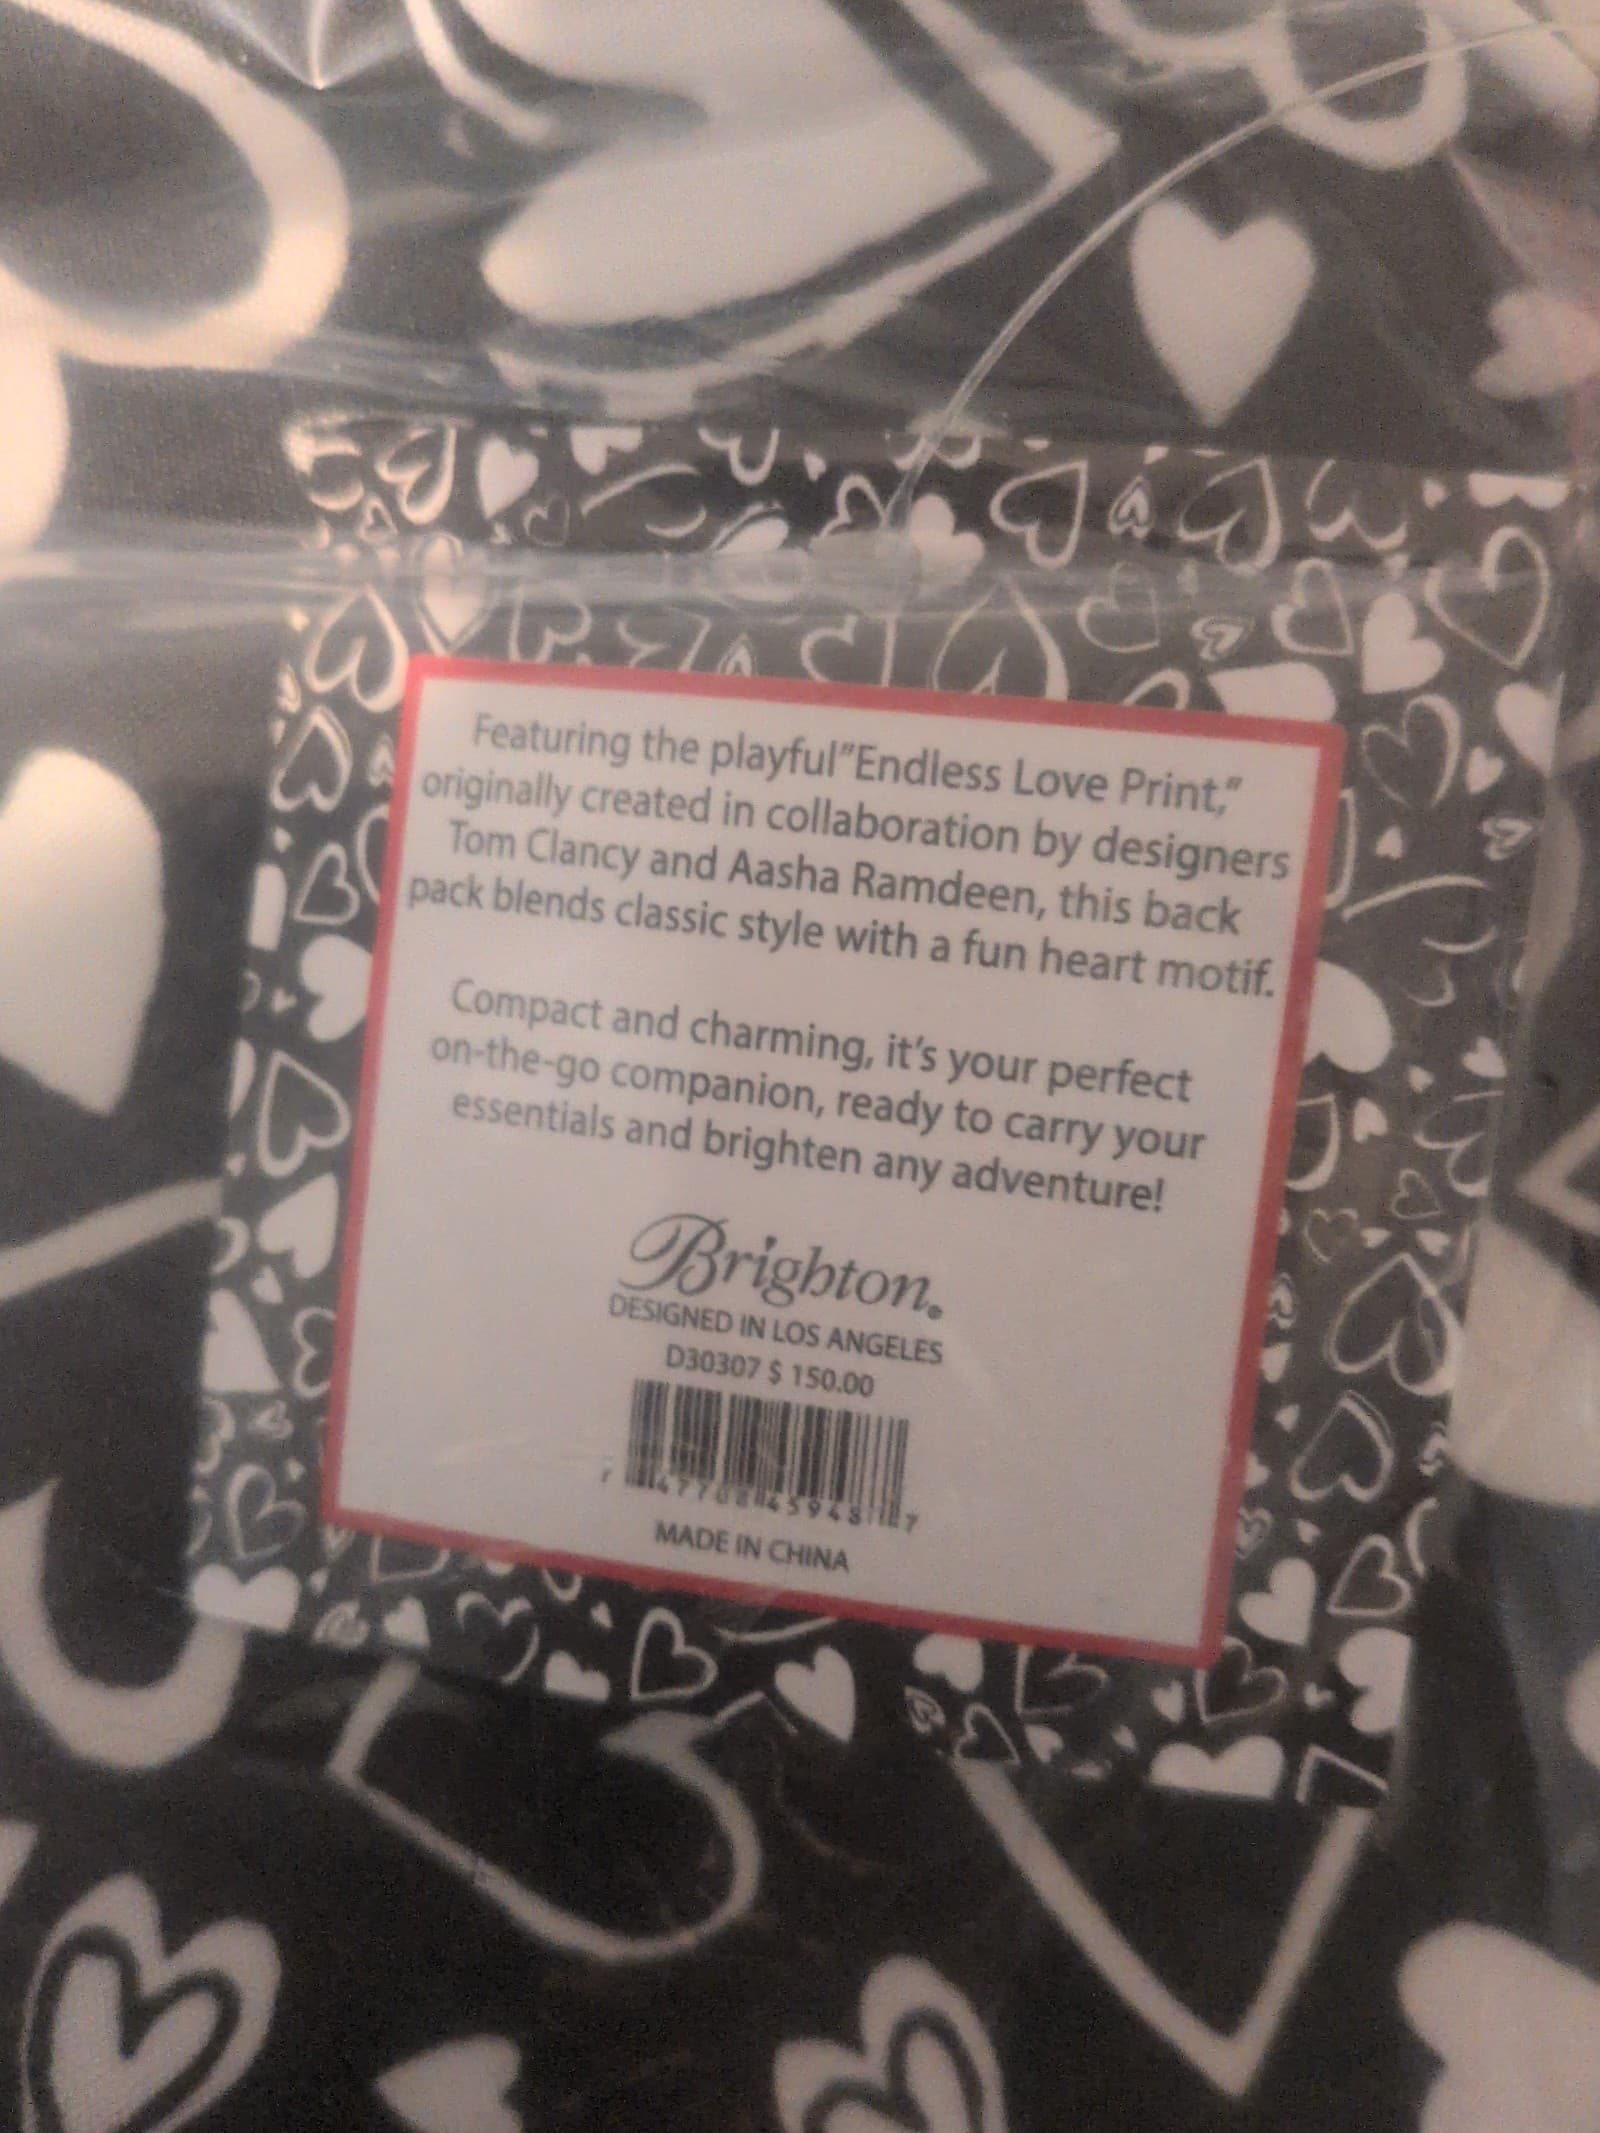 Featuring the playful"Endless Love Print,"
originally created in collaboration by designers
Tom Clancy and Aasha Ramdeen, this back
pack blends classic style with a fun heart motif.
Compact and charming, it's your perfect
on-the-go companion, ready to carry your
essentials and brighten any adventure!
Brighton®
DESIGNED IN LOS ANGELES
D30307 $ 150.00
MADE IN CHINA